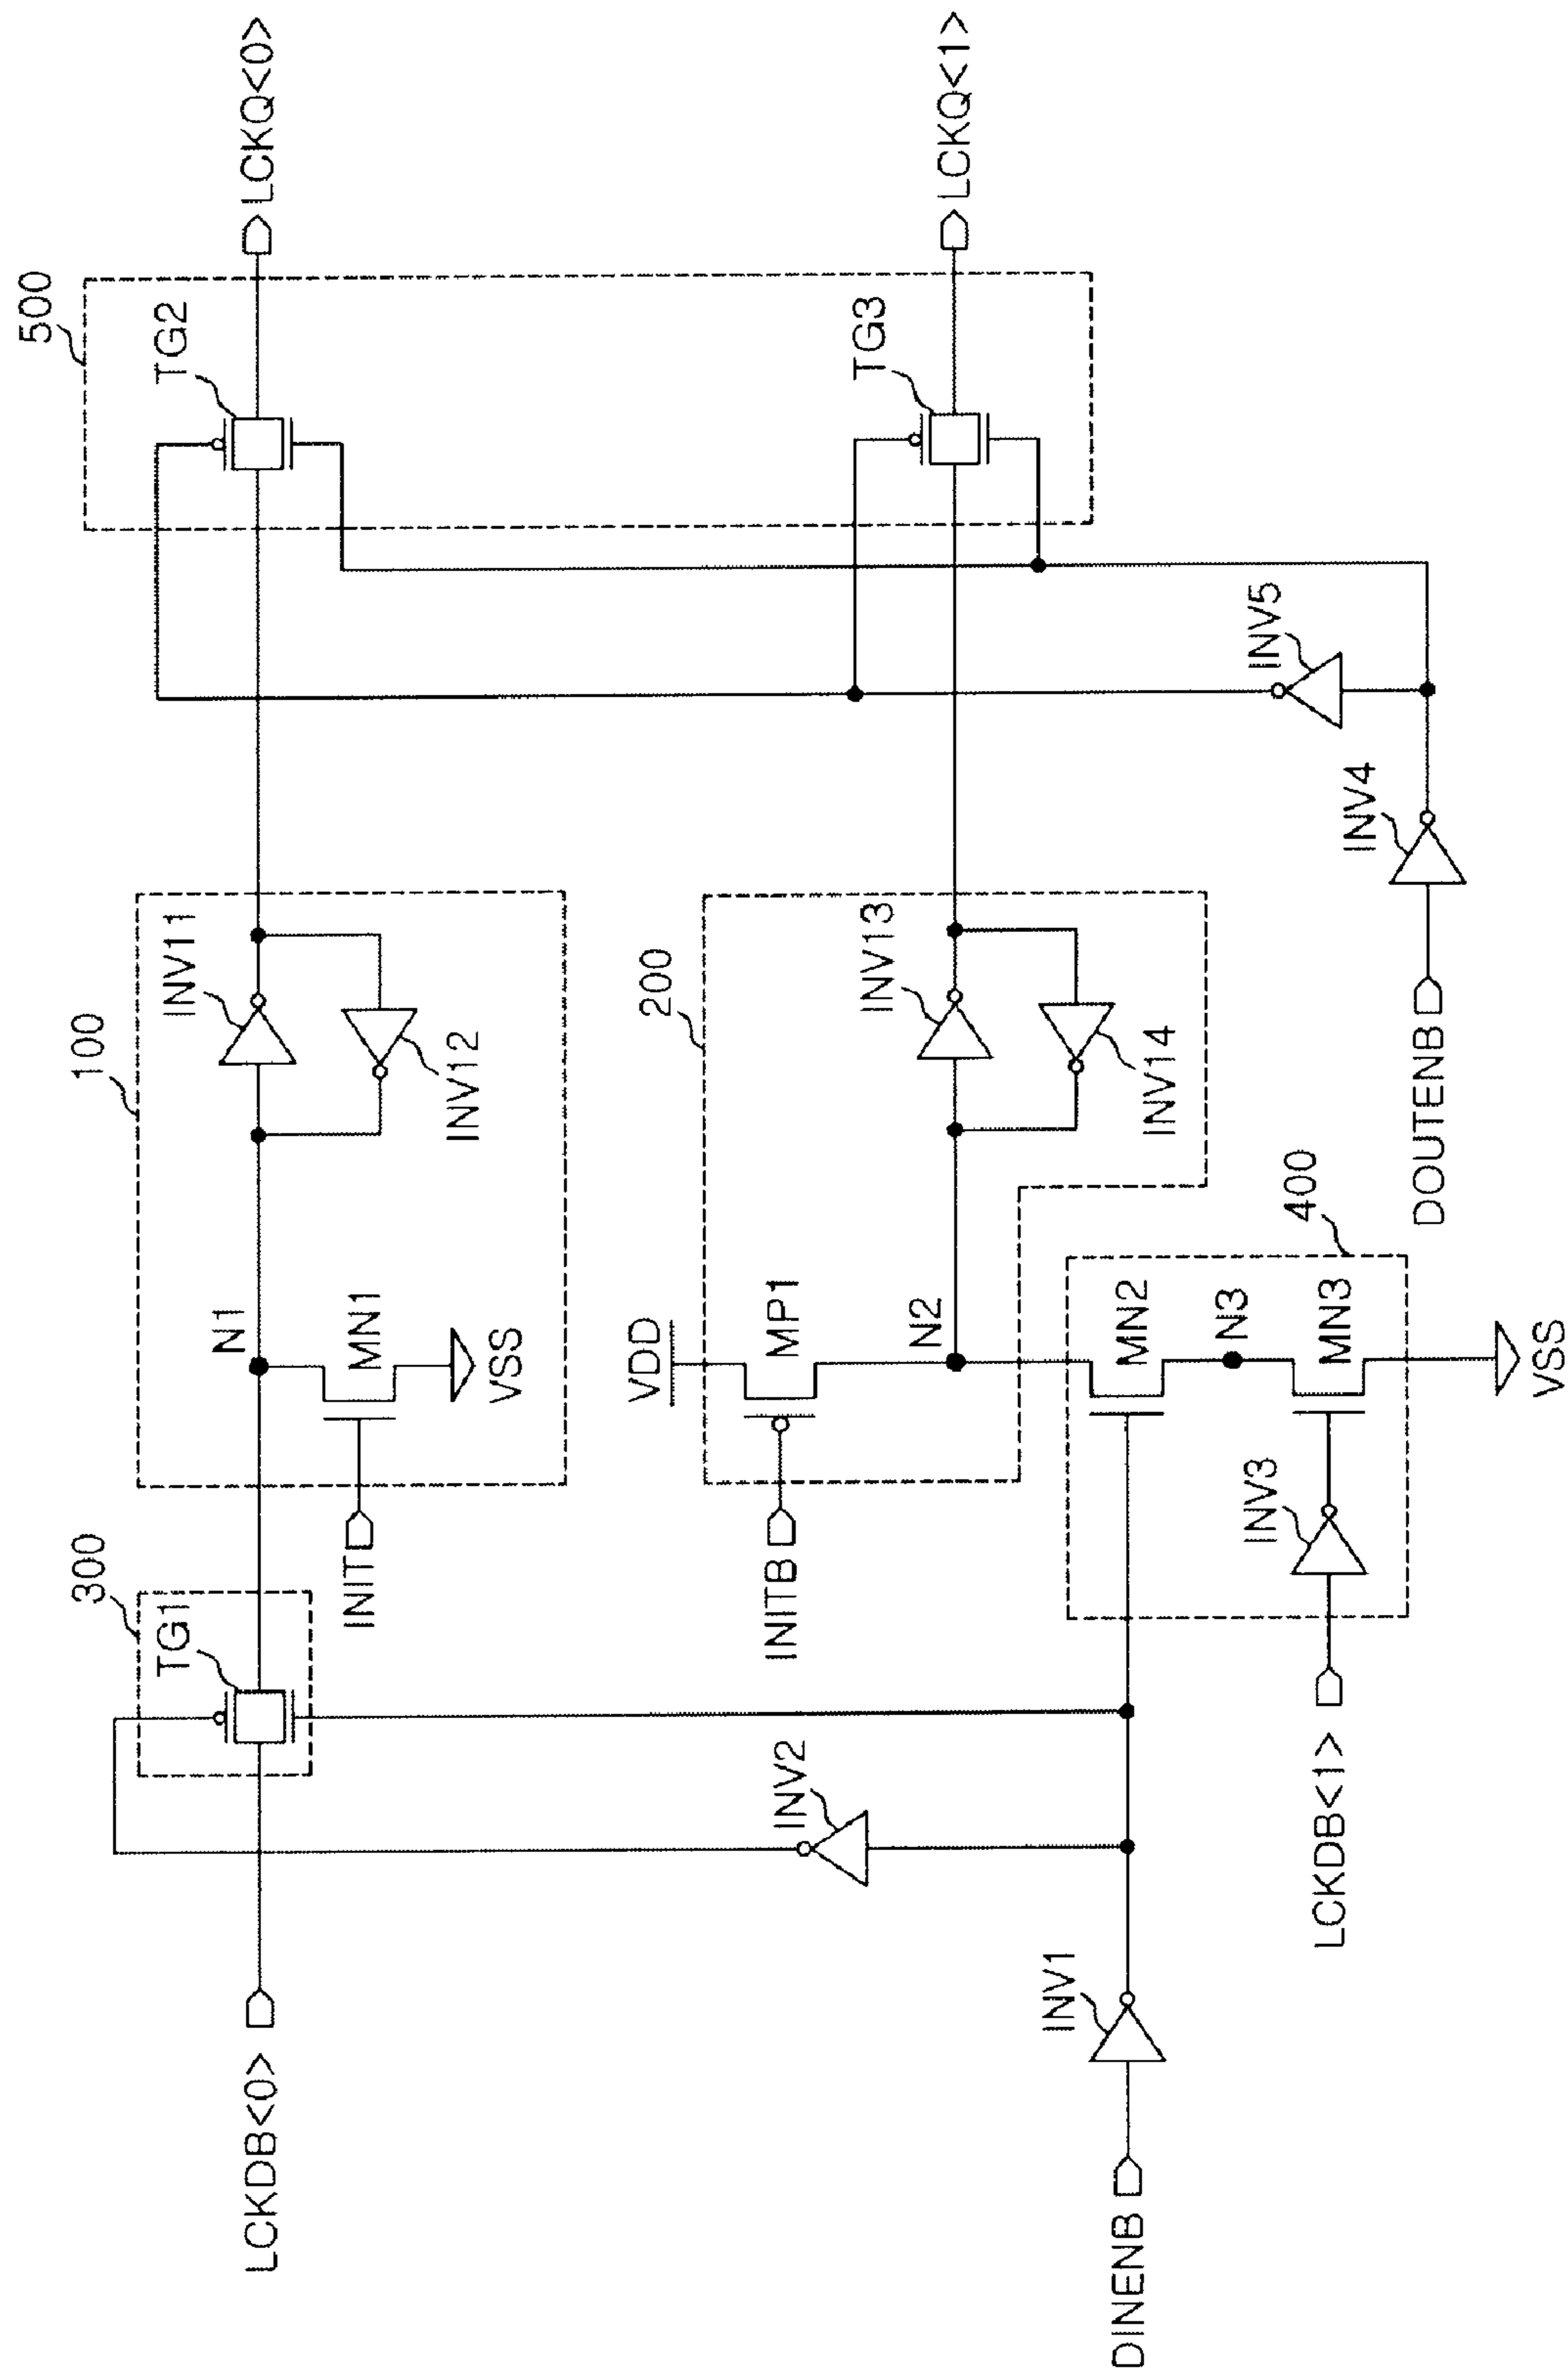 500
TG2
LCKQ<0>
TG3
LCKQ<1>
INV5
INV4
DOUTENB
100
INV11
INV12
N1
MN1
VSS
INIT
200
INV13
INV14
VDD
MP1
N2
INITB
300
TG1
LCKDB<0>
400
MN2
N3
MN3
VSS
INV3
LCKDB<1>
INV2
INV1
DINENB